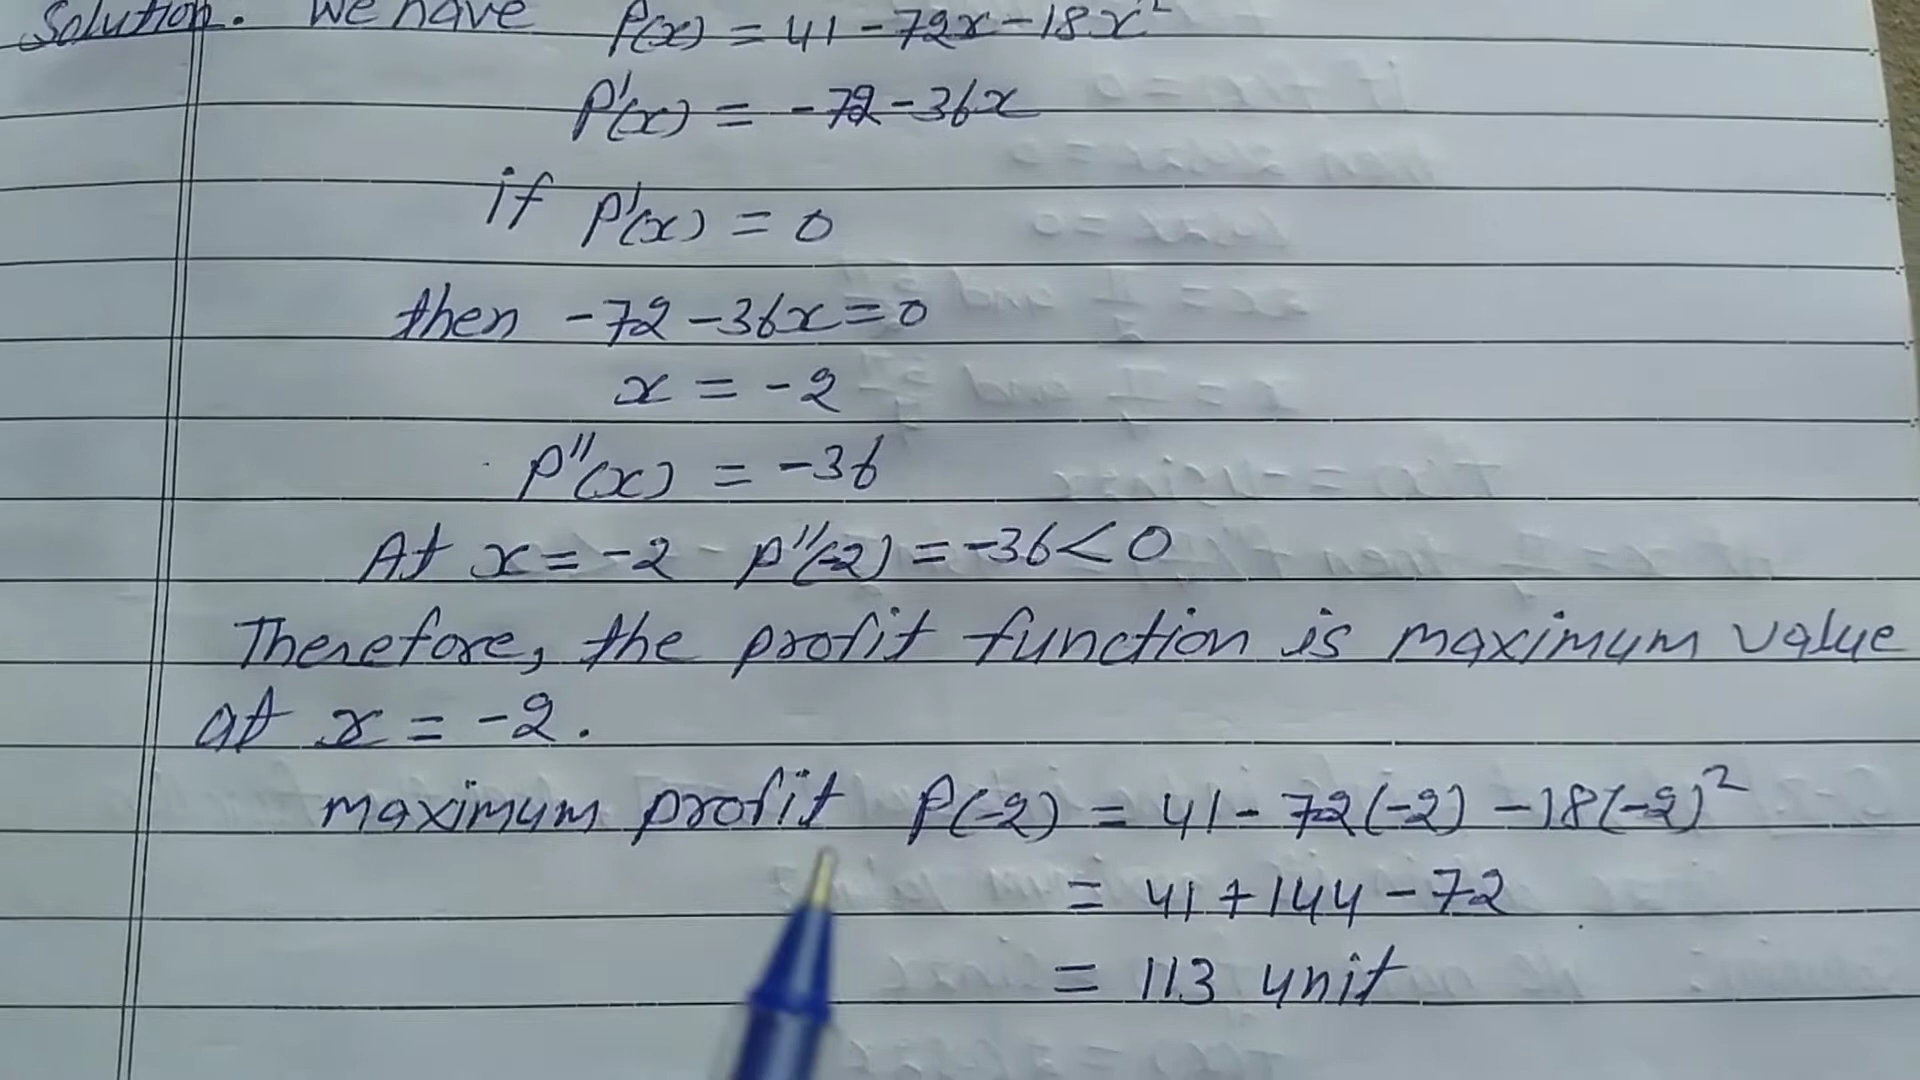 Solution. We have P(x) = 41 - 72x - 18x²
P'(x) = -72 - 36x
if P'(x) = 0
then -72 - 36x = 0
x = -2
P''(x) = -36
At x = -2 P''(-2) = -36 < 0
Therefore, the profit function is maximum value
at x = -2.
maximum profit P(-2) = 41 - 72(-2) - 18(-2)²
= 41 + 144 - 72
= 113 unit